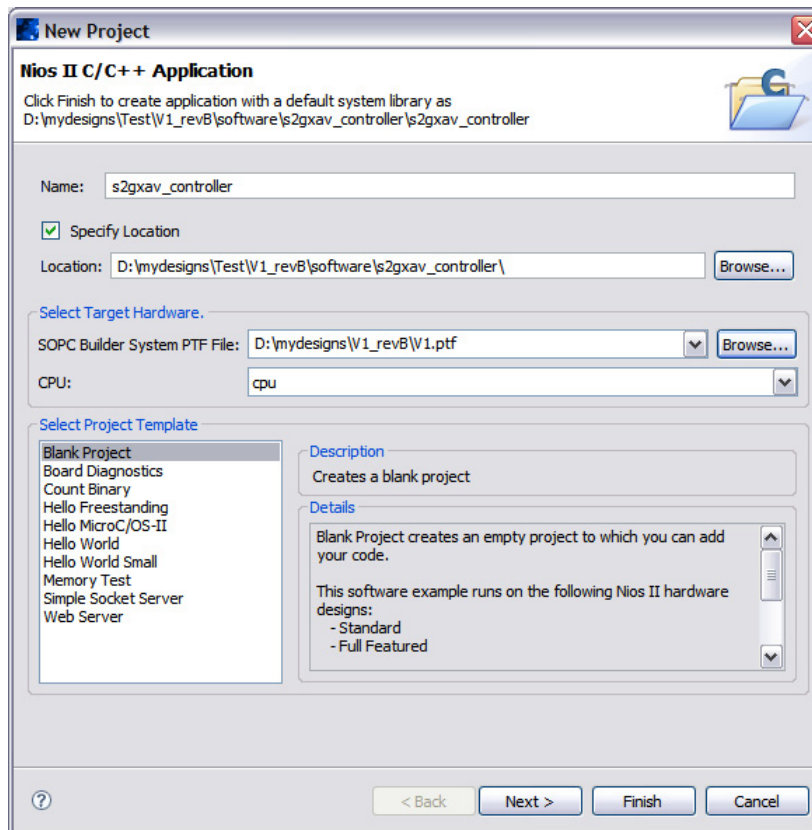 New Project
Nios II C/C++ Application
Click Finish to create application with a default system library as
D:\mydesigns\Test\V1_revB\software\s2gxav_controller\s2gxav_controller
Name: s2gxav_controller
Specify Location
Location: D:\mydesigns\Test\V1_revB\software\s2gxav_controller\ Browse...
Select Target Hardware.
SOPC Builder System PTF File: D:\mydesigns\V1_revB\V1.ptf Browse...
CPU: cpu
Select Project Template
Blank Project
Board Diagnostics
Count Binary
Hello Freestanding
Hello MicroC/OS-II
Hello World
Hello World Small
Memory Test
Simple Socket Server
Web Server
Description
Creates a blank project
Details
Blank Project creates an empty project to which you can add
your code.
This software example runs on the following Nios II hardware
designs:
- Standard
- Full Featured
< Back Next > Finish Cancel